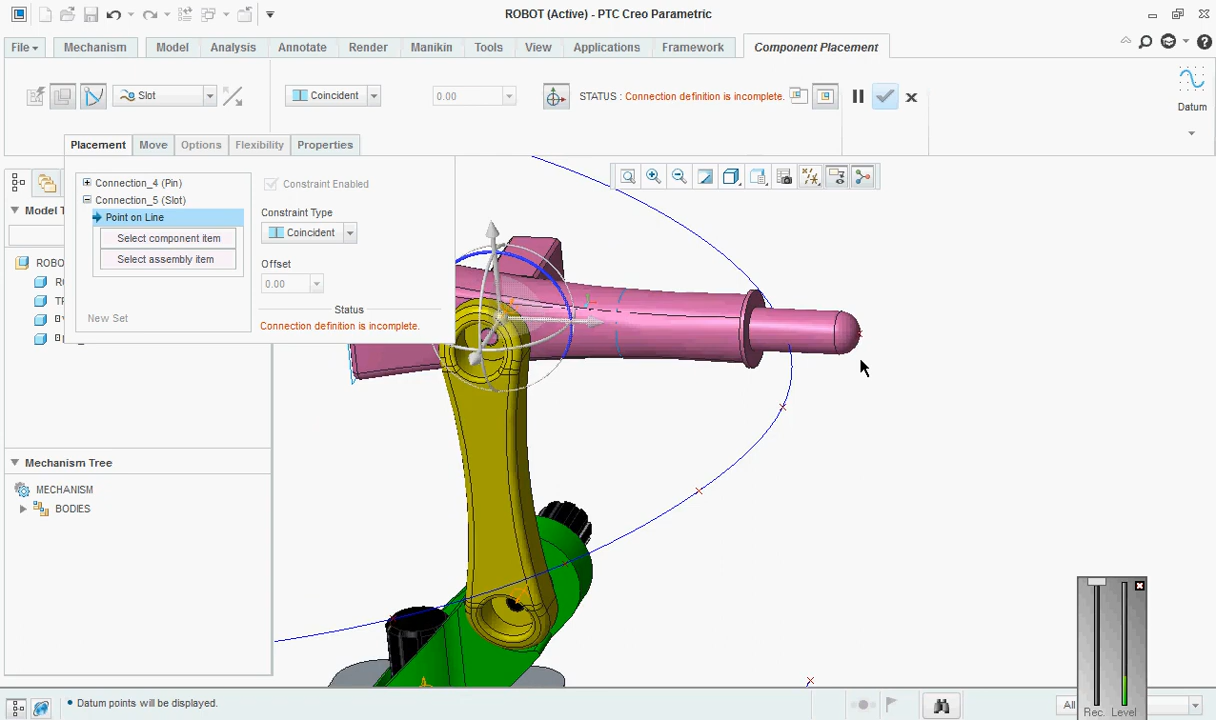 ROBOT (Active) - PTC Creo Parametric
File
Mechanism
Model
Analysis
Annotate
Render
Manikin
Tools
View
Applications
Framework
Component Placement
Slot
Coincident
0.00
STATUS : Connection definition is incomplete.
Datum
Placement
Move
Options
Flexibility
Properties
Connection_4 (Pin)
Connection_5 (Slot)
Point on Line
Select component item
Select assembly item
New Set
Constraint Enabled
Constraint Type
Coincident
Offset
0.00
Status
Connection definition is incomplete.
Model T
ROB
Mechanism Tree
MECHANISM
BODIES
• Datum points will be displayed.
Rec.
Level
All